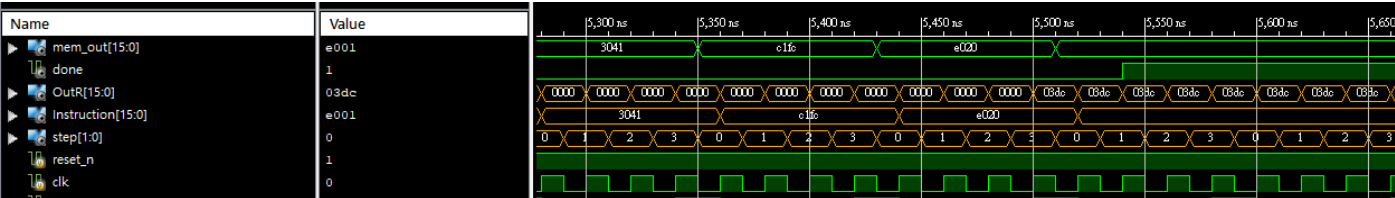 Name Value 5,300 ns 5,350 ns 5,400 ns 5,450 ns 5,500 ns 5,550 ns 5,600 ns 5,650
mem_out[15:0] e001 3041 c1fc e020
done 1
OutR[15:0] 03dc 0000 0000 0000 0000 0000 0000 0000 0000 0000 0000 0000 03dc 03dc 03dc 03dc 03dc 03dc 03dc 03dc
Instruction[15:0] e001 3041 c1fc e020
step[1:0] 0 0 1 2 3 0 1 2 3 0 1 2 3 0 1 2 3 0 1 2 3
reset_n 1
clk 0